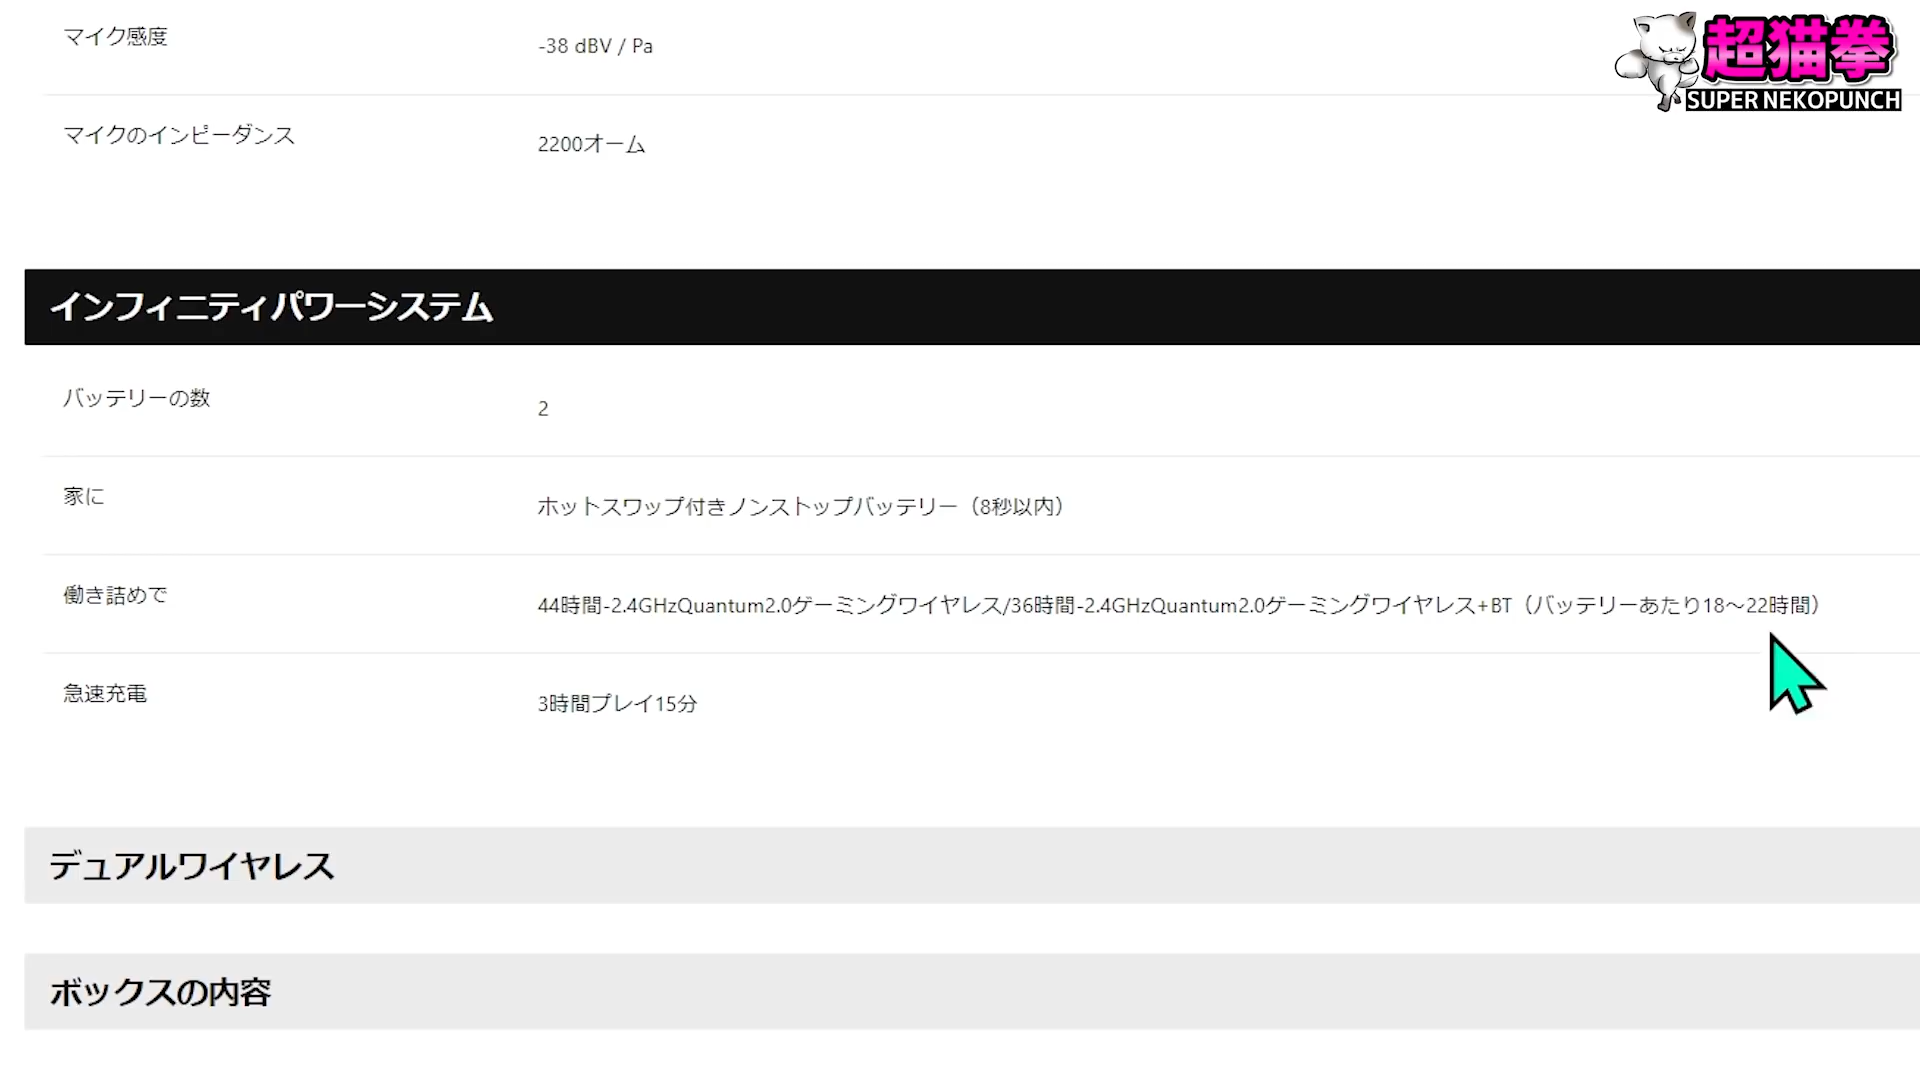 マイク感度
-38 dBV / Pa
超猫拳
SUPER NEKOPUNCH
マイクのインピーダンス
2200オーム
インフィニティパワーシステム
バッテリーの数
2
家に
ホットスワップ付きノンストップバッテリー（8秒以内）
働き詰めで
44時間-2.4GHzQuantum2.0ゲーミングワイヤレス/36時間-2.4GHzQuantum2.0ゲーミングワイヤレス+BT（バッテリーあたり18～22時間）
急速充電
3時間プレイ15分
デュアルワイヤレス
ボックスの内容